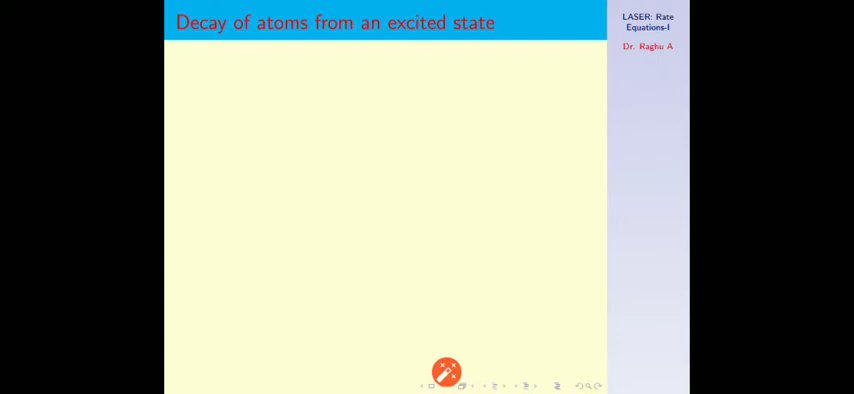 Decay of atoms from an excited state
LASER: Rate
Equations-I
Dr. Raghu A